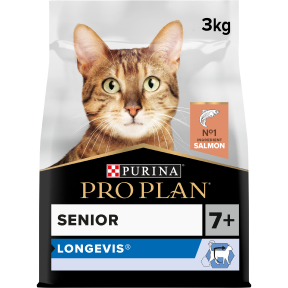 3kg
Nº1
INGREDIENT
SALMON
PURINA
PRO PLAN
SENIOR
7+
LONGEVIS®